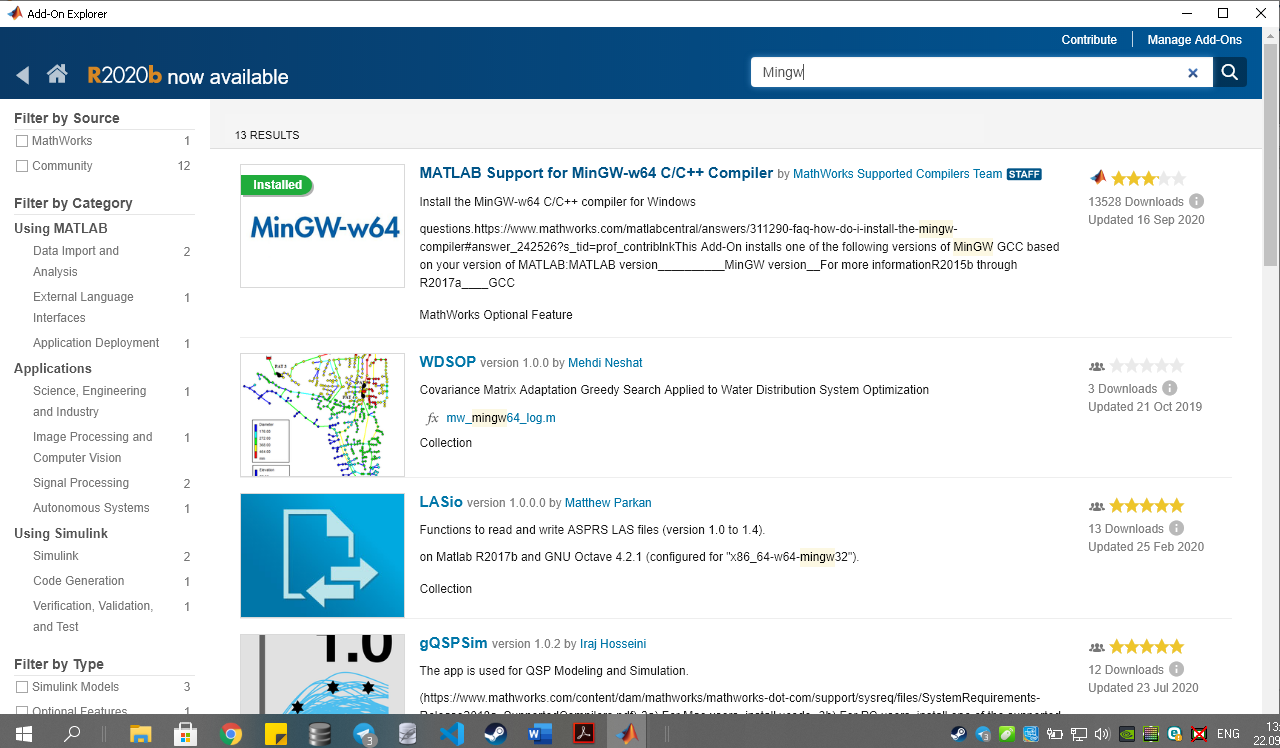 Add-On Explorer
Contribute
Manage Add-Ons
R2020b now available
Mingw
Filter by Source
MathWorks 1
Community 12
Filter by Category
Using MATLAB
Data Import and 2
Analysis
External Language 1
Interfaces
Application Deployment 1
Applications
Science, Engineering 1
and Industry
Image Processing and 1
Computer Vision
Signal Processing 2
Autonomous Systems 1
Using Simulink
Simulink 2
Code Generation 1
Verification, Validation, 1
and Test
Filter by Type
Simulink Models 3
Optional Features 1
13 RESULTS
Installed
MinGW-w64
MATLAB Support for MinGW-w64 C/C++ Compiler by MathWorks Supported Compilers Team STAFF
Install the MinGW-w64 C/C++ compiler for Windows
questions.https://www.mathworks.com/matlabcentral/answers/311290-faq-how-do-i-install-the-mingw-
compiler#answer_242526?s_tid=prof_contriblnkThis Add-On installs one of the following versions of MinGW GCC based
on your version of MATLAB:MATLAB version__________MinGW version__For more informationR2015b through
R2017a____GCC
MathWorks Optional Feature
13528 Downloads
Updated 16 Sep 2020
WDSOP version 1.0.0 by Mehdi Neshat
Covariance Matrix Adaptation Greedy Search Applied to Water Distribution System Optimization
fx mw_mingw64_log.m
Collection
3 Downloads
Updated 21 Oct 2019
LASio version 1.0.0.0 by Matthew Parkan
Functions to read and write ASPRS LAS files (version 1.0 to 1.4).
on Matlab R2017b and GNU Octave 4.2.1 (configured for "x86_64-w64-mingw32").
Collection
13 Downloads
Updated 25 Feb 2020
1.0
gQSPSim version 1.0.2 by Iraj Hosseini
The app is used for QSP Modeling and Simulation.
(https://www.mathworks.com/content/dam/mathworks/mathworks-dot-com/support/sysreq/files/SystemRequirements-
12 Downloads
Updated 23 Jul 2020
3
ENG
13:
22.09